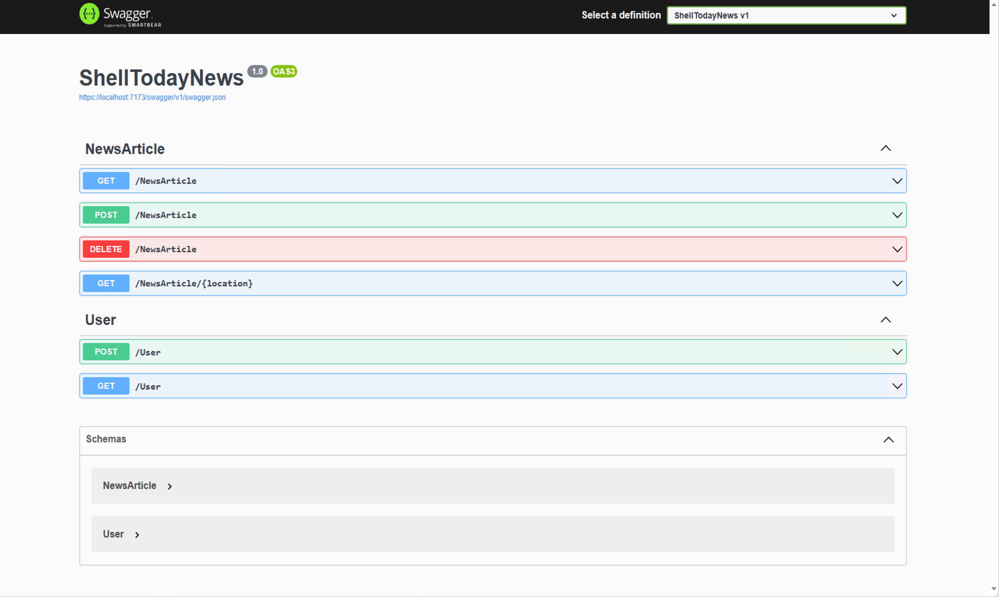 Swagger
Supported by SMARTBEAR
Select a definition
ShellTodayNews v1
ShellTodayNews 1.0 OAS3
https://localhost:7173/swagger/v1/swagger.json
NewsArticle
GET /NewsArticle
POST /NewsArticle
DELETE /NewsArticle
GET /NewsArticle/{location}
User
POST /User
GET /User
Schemas
NewsArticle
User